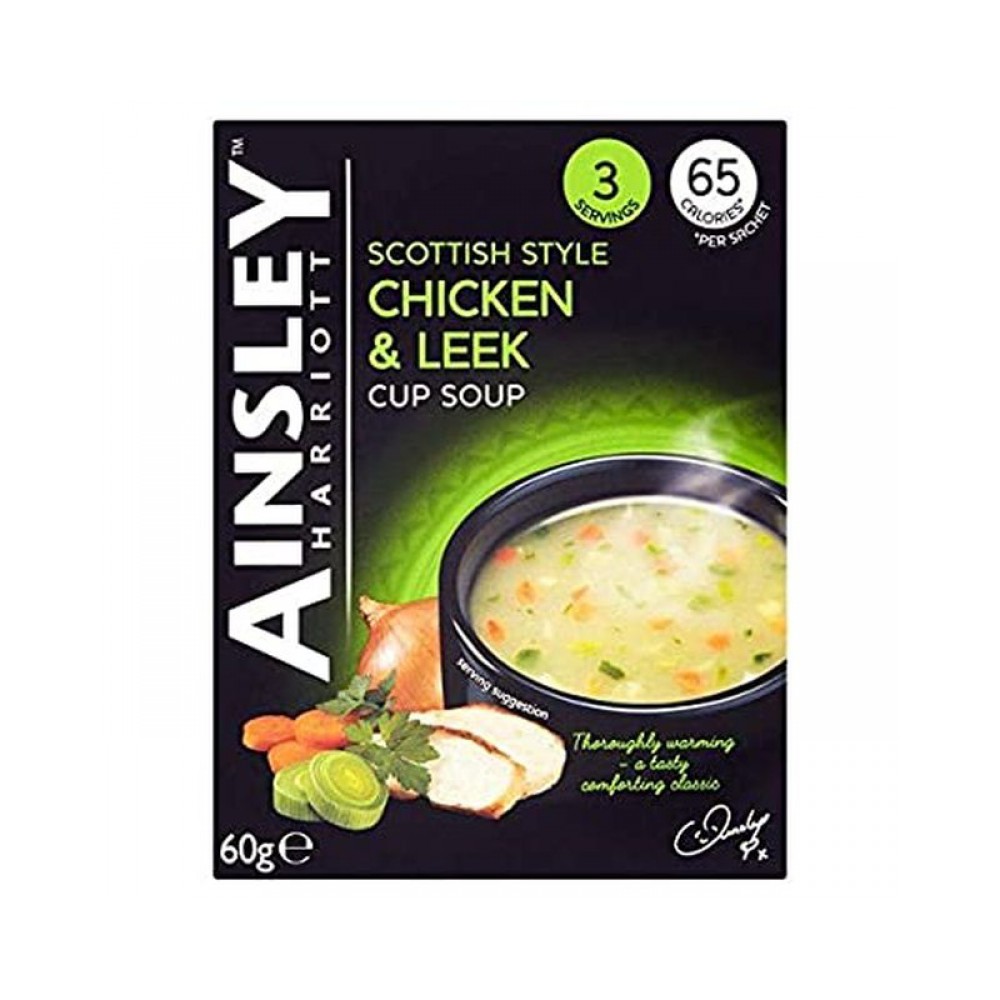 AINSLEY™
HARRIOTT
3
SERVINGS
65
CALORIES*
*PER SACHET
SCOTTISH STYLE
CHICKEN
& LEEK
CUP SOUP
serving suggestion
Thoroughly warming
– a tasty
comforting classic
60g℮